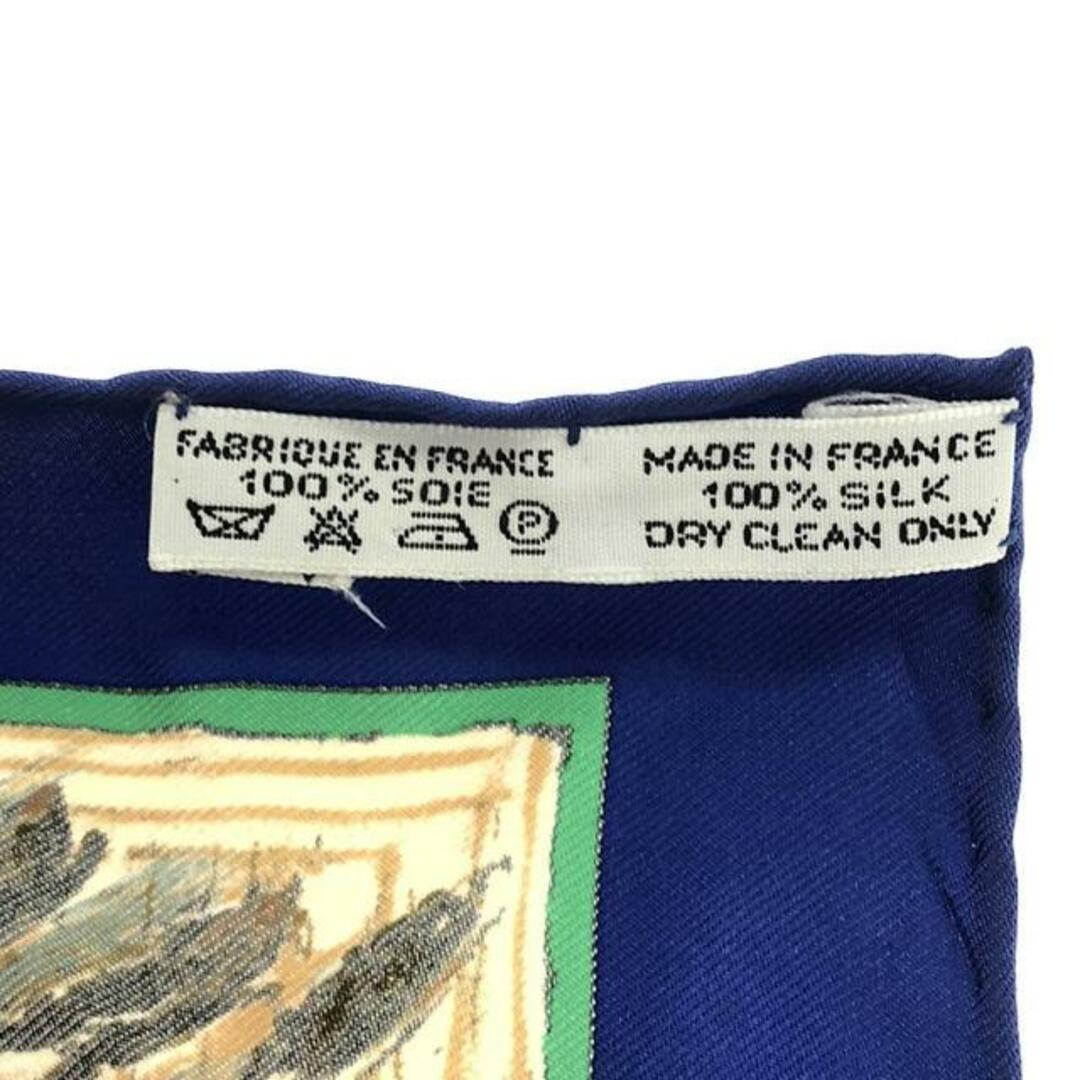 FABRIQUE EN FRANCE
100% SOIE
P
MADE IN FRANCE
100% SILK
DRY CLEAN ONLY